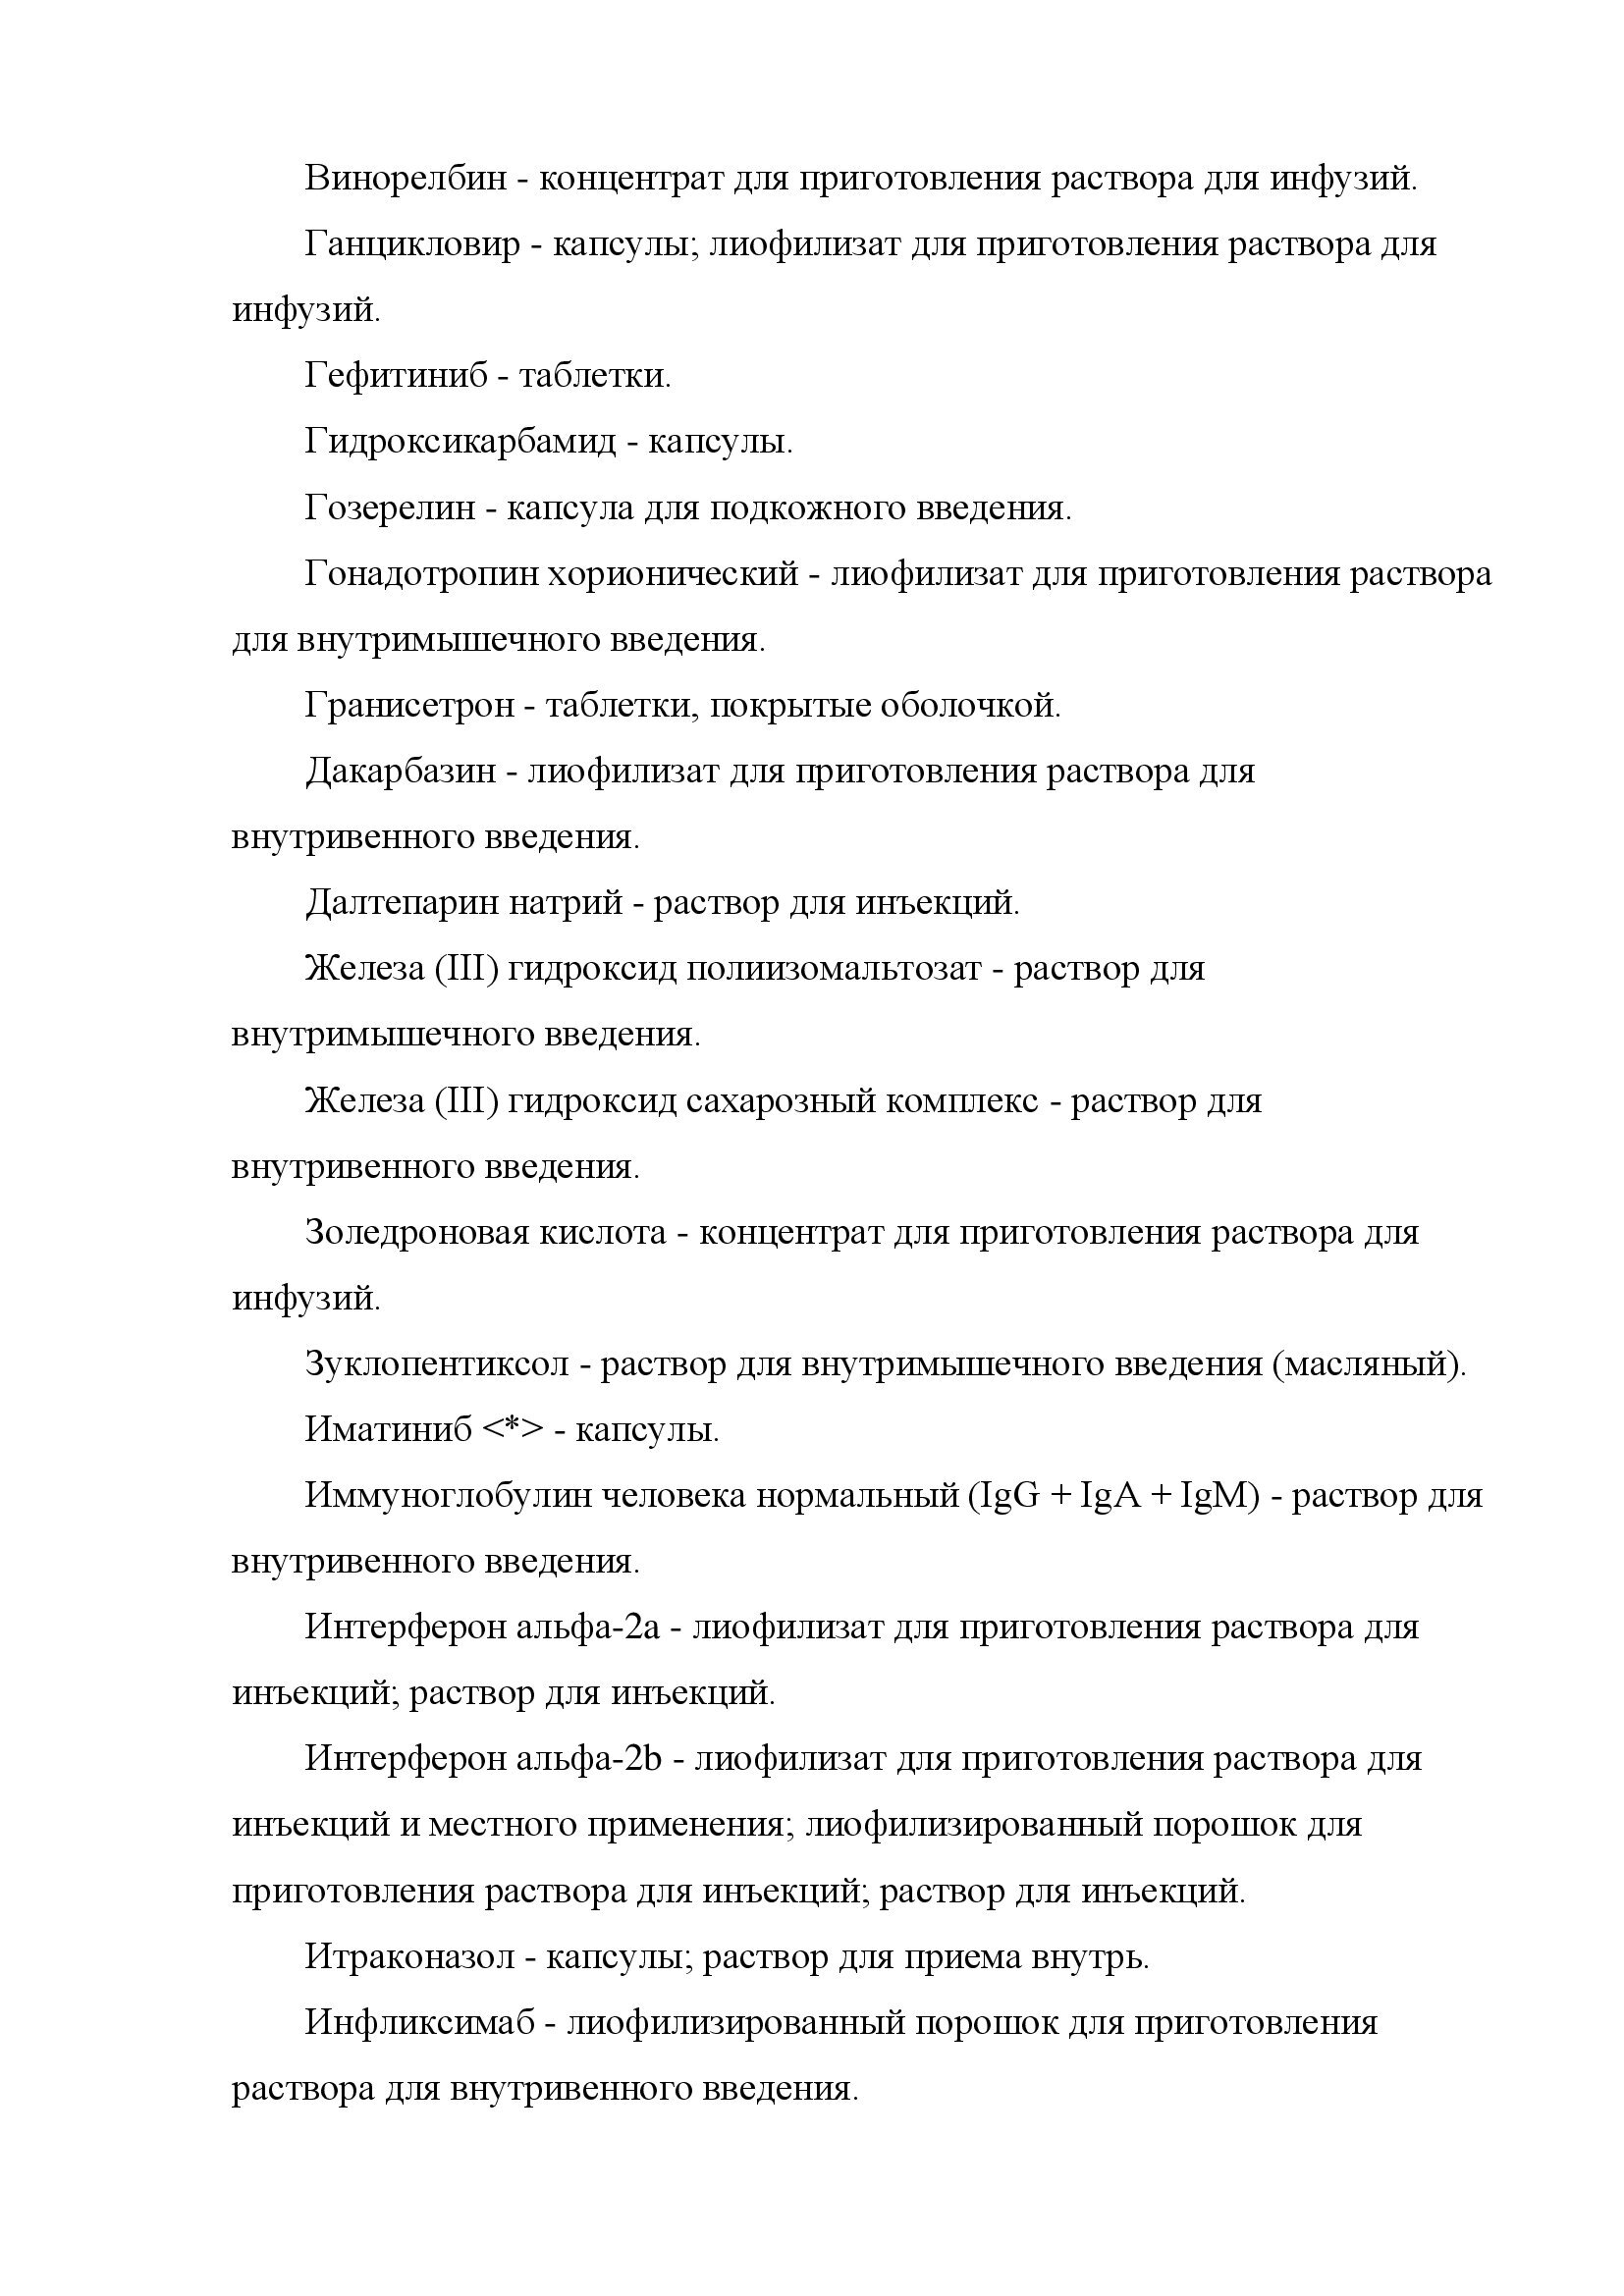 Винорелбин - концентрат для приготовления раствора для инфузий.
Ганцикловир - капсулы; лиофилизат для приготовления раствора для
инфузий.
Гефитиниб - таблетки.
Гидроксикарбамид - капсулы.
Гозерелин - капсула для подкожного введения.
Гонадотропин хорионический - лиофилизат для приготовления раствора
для внутримышечного введения.
Гранисетрон - таблетки, покрытые оболочкой.
Дакарбазин - лиофилизат для приготовления раствора для
внутривенного введения.
Далтепарин натрий - раствор для инъекций.
Железа (III) гидроксид полиизомальтозат - раствор для
внутримышечного введения.
Железа (III) гидроксид сахарозный комплекс - раствор для
внутривенного введения.
Золедроновая кислота - концентрат для приготовления раствора для
инфузий.
Зуклопентиксол - раствор для внутримышечного введения (масляный).
Иматиниб <*> - капсулы.
Иммуноглобулин человека нормальный (IgG + IgA + IgM) - раствор для
внутривенного введения.
Интерферон альфа-2a - лиофилизат для приготовления раствора для
инъекций; раствор для инъекций.
Интерферон альфа-2b - лиофилизат для приготовления раствора для
инъекций и местного применения; лиофилизированный порошок для
приготовления раствора для инъекций; раствор для инъекций.
Итраконазол - капсулы; раствор для приема внутрь.
Инфликсимаб - лиофилизированный порошок для приготовления
раствора для внутривенного введения.